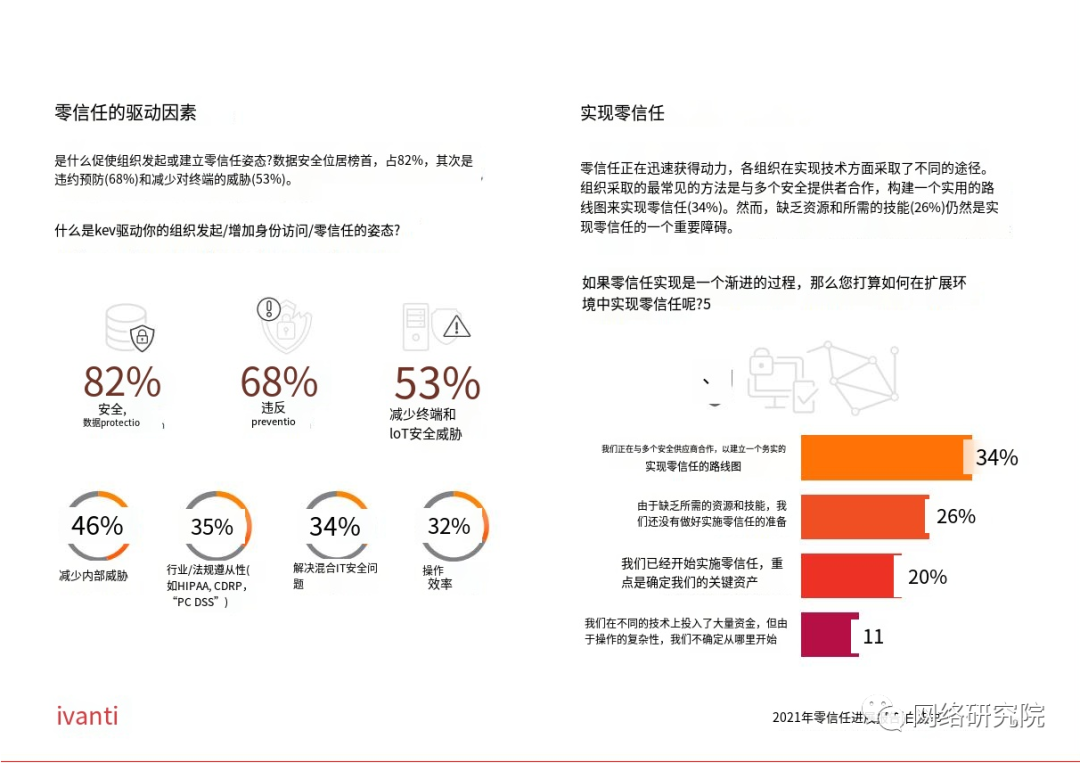 零信任的驱动因素
是什么促使组织发起或建立零信任姿态?数据安全位居榜首，占82%，其次是
违约预防(68%)和减少对终端的威胁(53%)。
什么是kev驱动你的组织发起/增加身份访问/零信任的姿态?
82%
安全,
数据protectio
68%
违反
preventio
53%
减少终端和
loT安全威胁
46%
减少内部威胁
35%
行业/法规遵从性(
如HIPAA, CDRP，
“PC DSS”)
34%
解决混合IT安全问
题
32%
操作
效率
ivanti
实现零信任
零信任正在迅速获得动力，各组织在实现技术方面采取了不同的途径。
组织采取的最常见的方法是与多个安全提供者合作，构建一个实用的路
线图来实现零信任(34%)。然而，缺乏资源和所需的技能(26%)仍然是实
现零信任的一个重要障碍。
如果零信任实现是一个渐进的过程，那么您打算如何在扩展环
境中实现零信任呢?5
我们正在与多个安全供应商合作，以建立一个务实的
实现零信任的路线图
34%
由于缺乏所需的资源和技能，我
们还没有做好实施零信任的准备
26%
我们已经开始实施零信任，重
点是确定我们的关键资产
20%
我们在不同的技术上投入了大量资金，但由
于操作的复杂性，我们不确定从哪里开始
11
2021年零信任进展
网络研究院